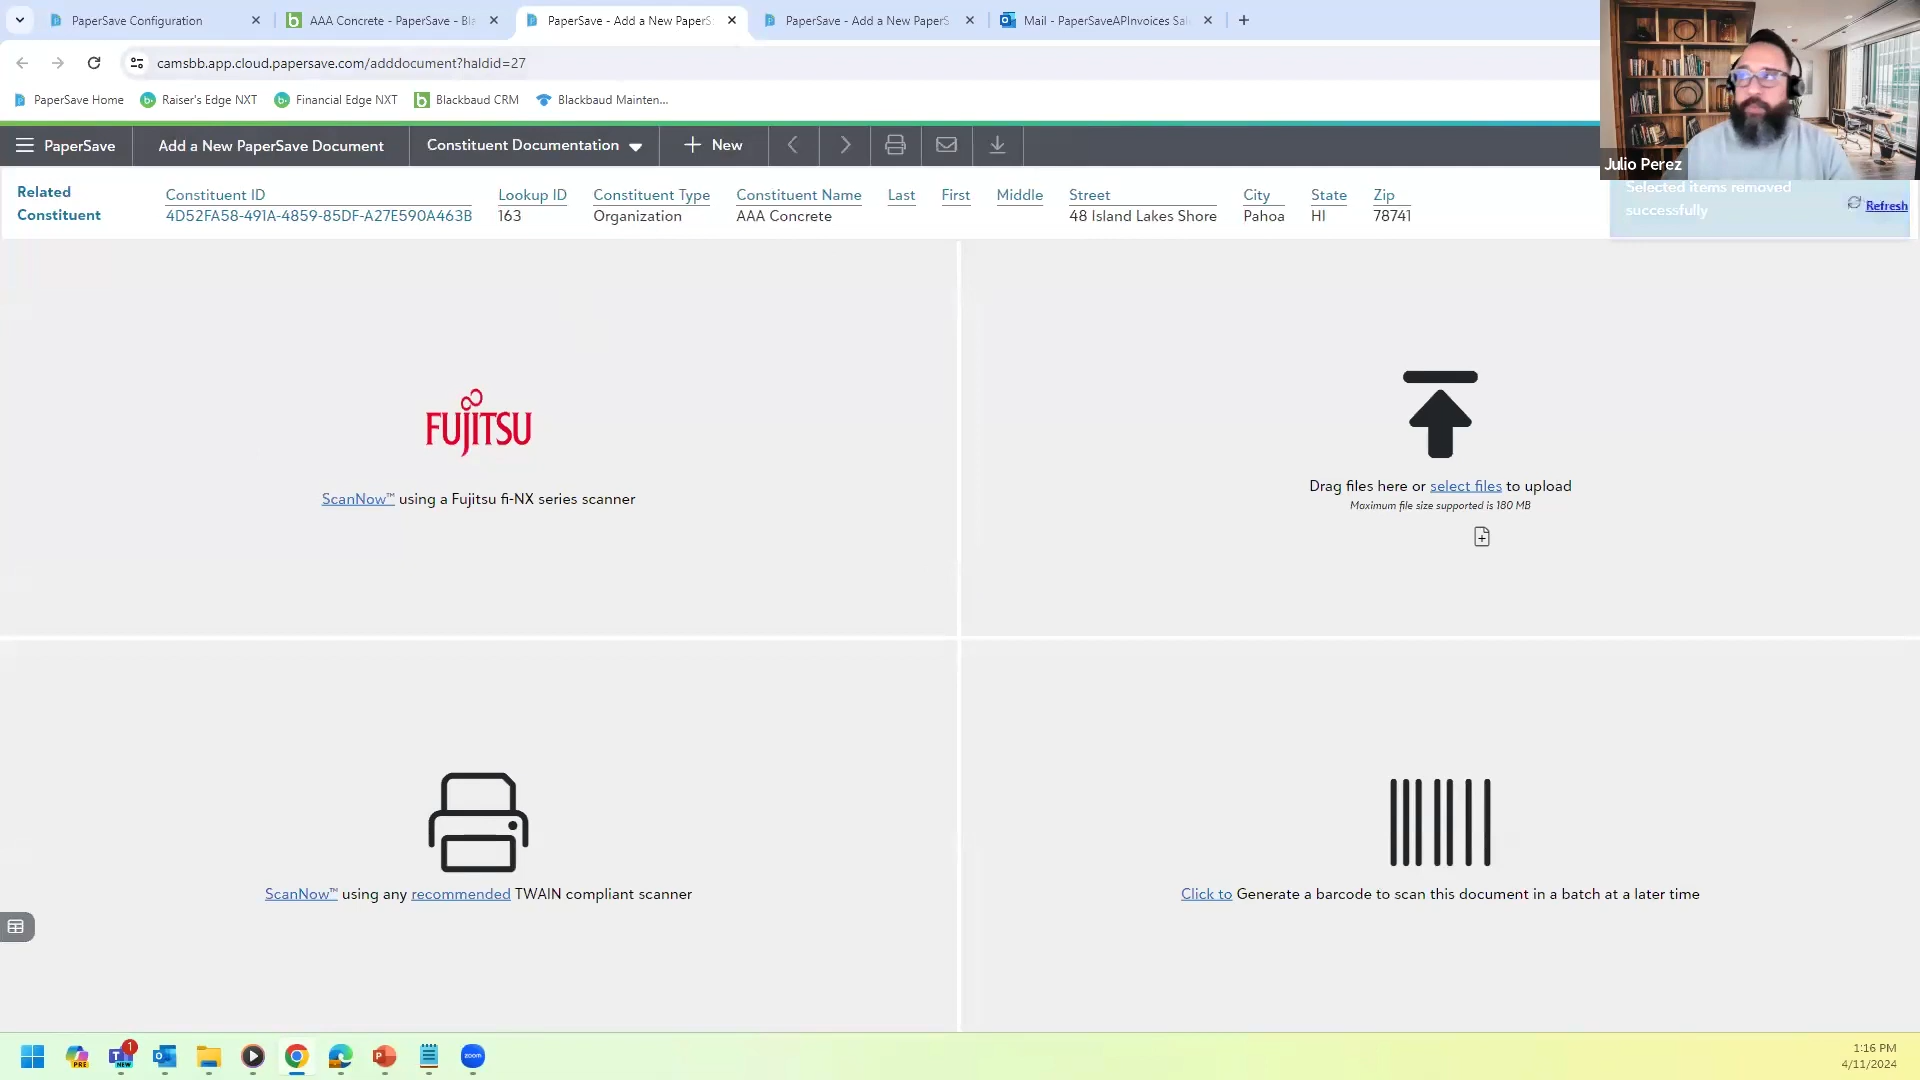 PaperSave Configuration
AAA Concrete - PaperSave - Bla
PaperSave - Add a New PaperS
PaperSave - Add a New PaperS
Mail - PaperSaveAPInvoices Sal
camsbb.app.cloud.papersave.com/adddocument?haldid=27
PaperSave Home
Raiser's Edge NXT
Financial Edge NXT
Blackbaud CRM
Blackbaud Mainten...
PaperSave
Add a New PaperSave Document
Constituent Documentation
New
Julio Perez
Related
Constituent
Constituent ID Lookup ID Constituent Type Constituent Name Last First Middle Street City State Zip
4D52FA58-491A-4859-85DF-A27E590A463B 163 Organization AAA Concrete 48 Island Lakes Shore Pahoa HI 78741
Selected items removed
successfully
Refresh
FUJITSU
ScanNow™ using a Fujitsu fi-NX series scanner
Drag files here or select files to upload
Maximum file size supported is 180 MB
ScanNow™ using any recommended TWAIN compliant scanner
Click to Generate a barcode to scan this document in a batch at a later time
PRE
1
NEW
zoom
1:16 PM
4/11/2024